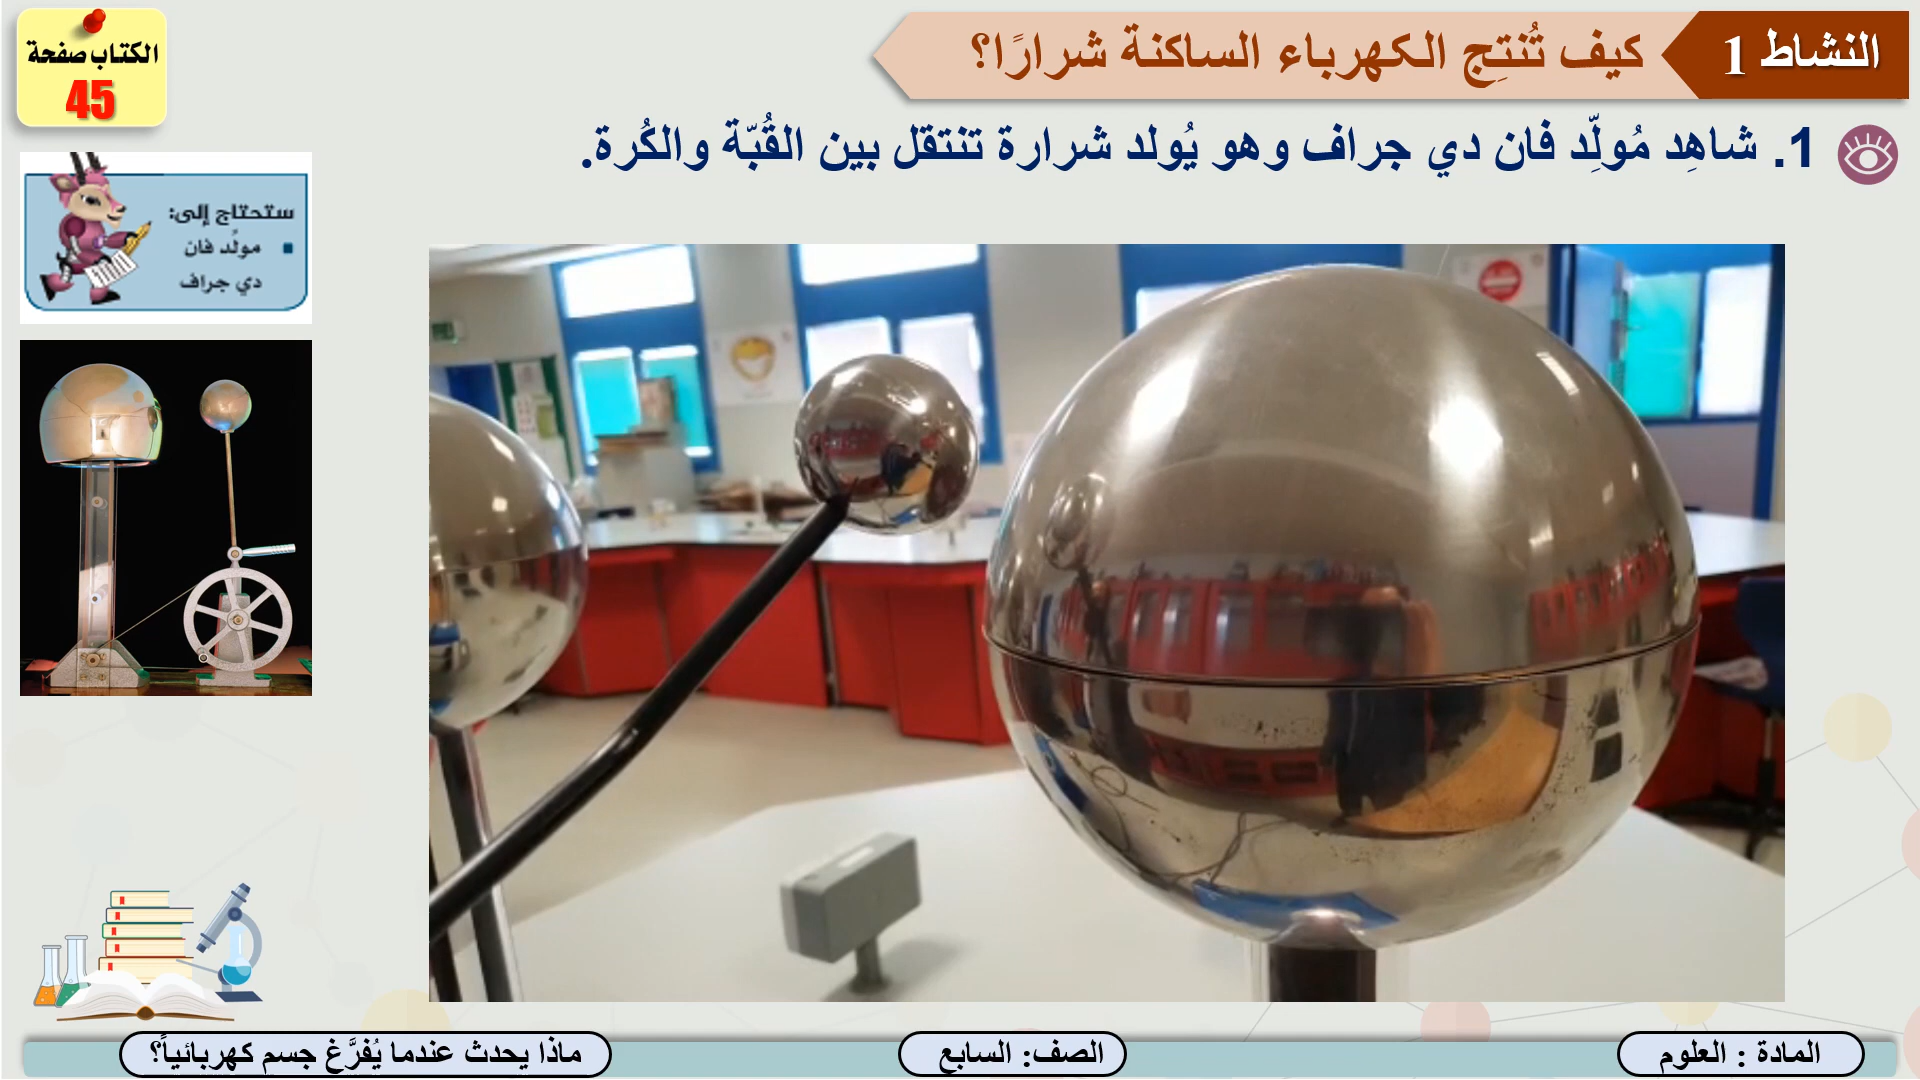 النشاط 1
كيف تُنتِج الكهرباء الساكنة شرارًا؟
الكتاب صفحة
45
1. شاهِد مُولِّد فان دي جراف وهو يُولد شرارة تنتقل بين القُبّة والكُرة.
ستحتاج إلى:
▪ مولّد فان
دي جراف
المادة : العلوم
الصف: السابع
ماذا يحدث عندما يُفرَّغ جسم كهربائياً؟